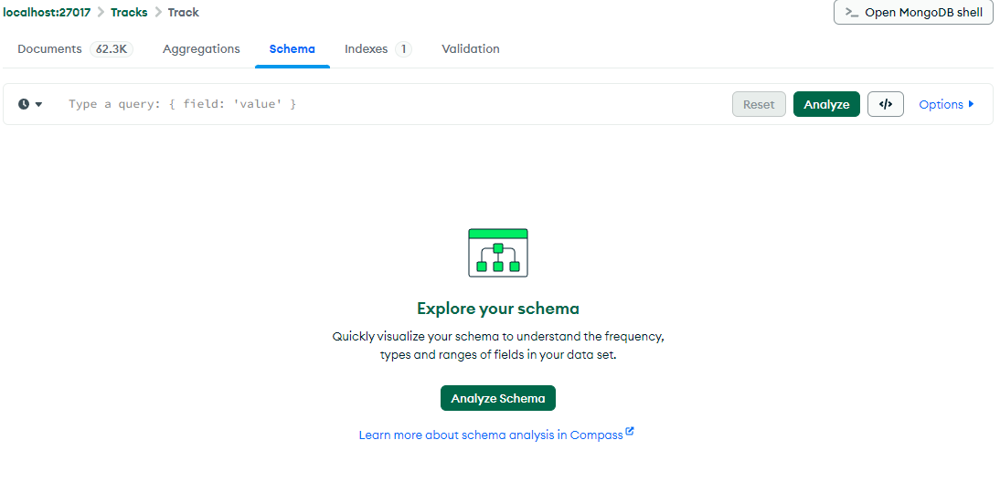 localhost:27017 > Tracks > Track
>_ Open MongoDB shell
Documents 62.3K Aggregations Schema Indexes 1 Validation
Type a query: { field: 'value' }
Reset Analyze </> Options
Explore your schema
Quickly visualize your schema to understand the frequency,
types and ranges of fields in your data set.
Analyze Schema
Learn more about schema analysis in Compass